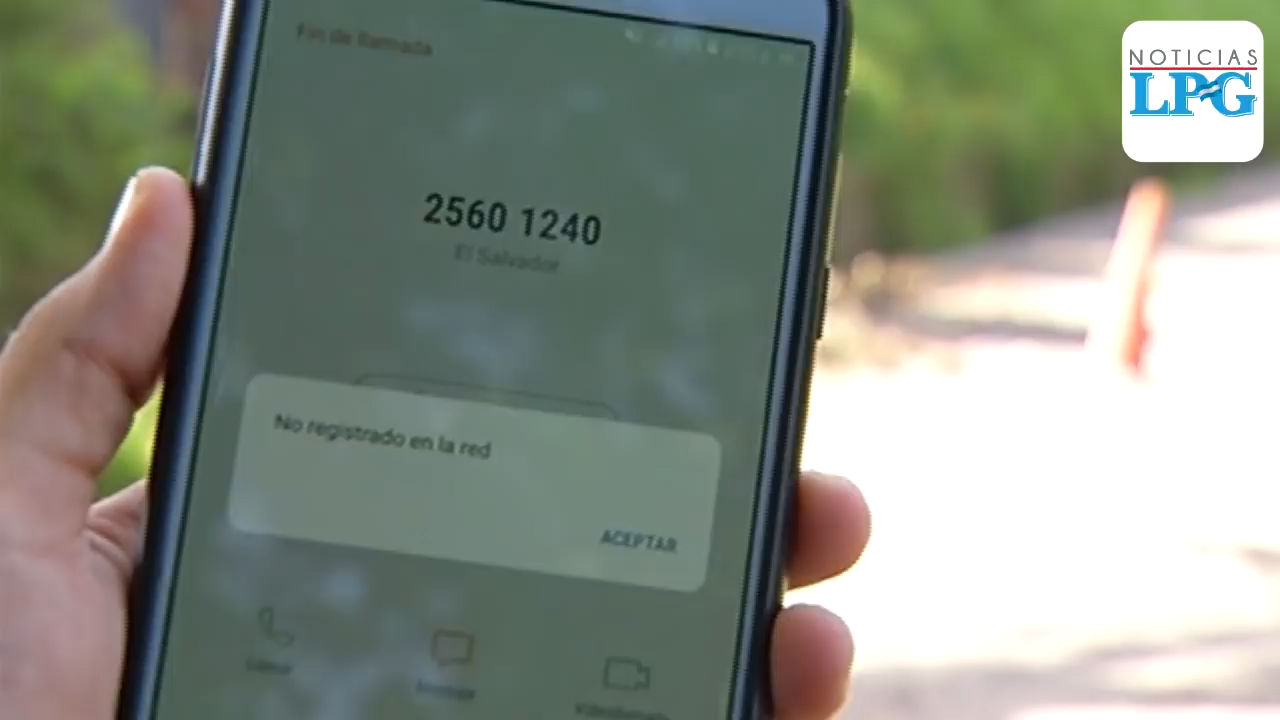 NOTICIAS
LPG
Fin de llamada
2560 1240
El Salvador
No registrado en la red
ACEPTAR